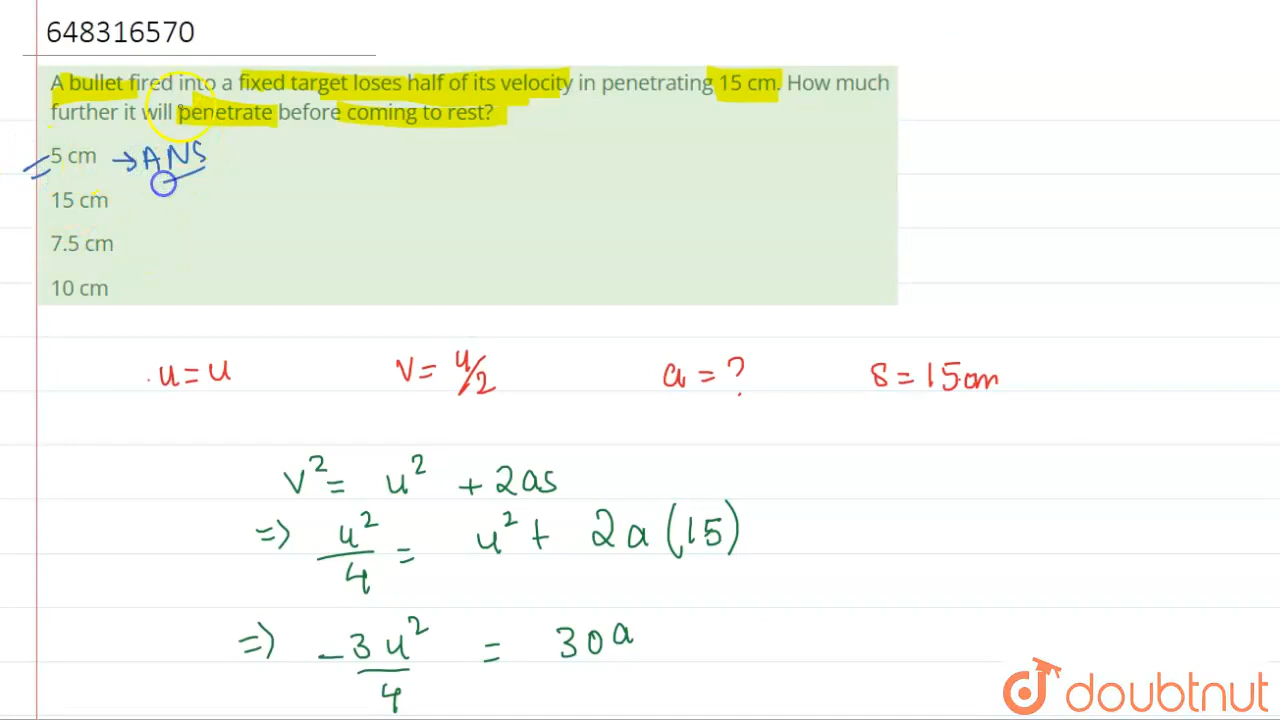 648316570
A bullet fired into a fixed target loses half of its velocity in penetrating 15 cm. How much
further it will penetrate before coming to rest?
5 cm → ANS
15 cm
7.5 cm
10 cm
u = u v = u/2 a = ? s = 15cm
v² = u² + 2as
=> u²/4 = u² + 2a(15)
=> -3u²/4 = 30a
doubtnut